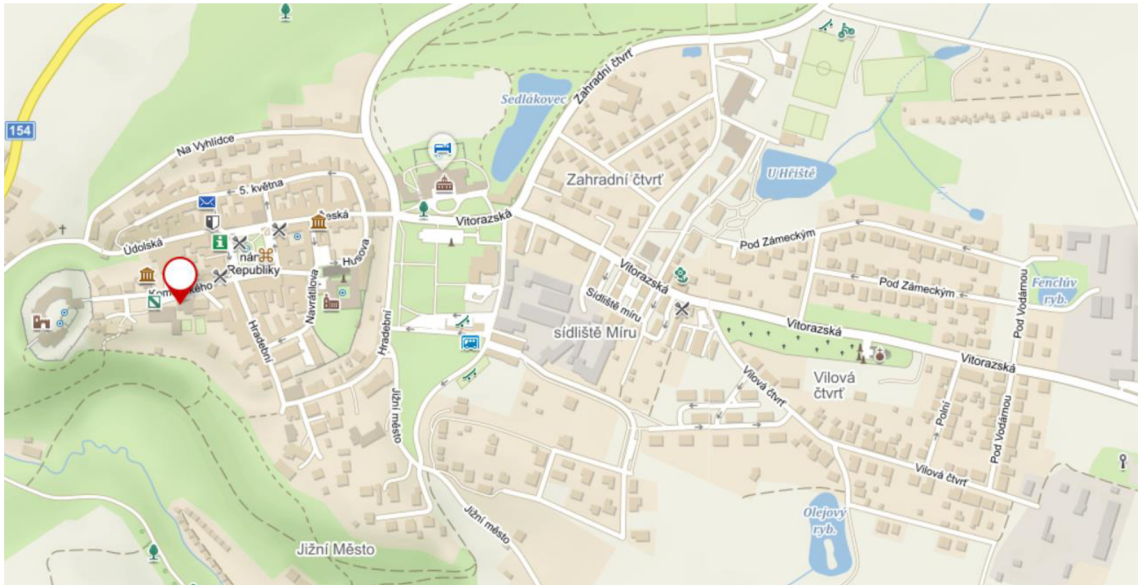 154
Na Vyhlídce
5. května
Údolská
Česká
nám.
Republiky
Komenského
Husova
Navrátilova
Hradební
Hradební
Jižní město
Jižní město
Jižní Město
Sedlákovec
Zahradní čtvrť
Zahradní čtvrť
Vitorazská
Vitorazská
Sídliště míru
sídliště Míru
U Hřiště
Pod Zámeckým
Pod Zámeckým
Fenclův
ryb.
Pod Vodárnou
Vitorazská
Vitorazská
Vilová
čtvrť
Vilová čtvrť
Polní
Pod Vodárnou
Vilová čtvrť
Olejový
ryb.